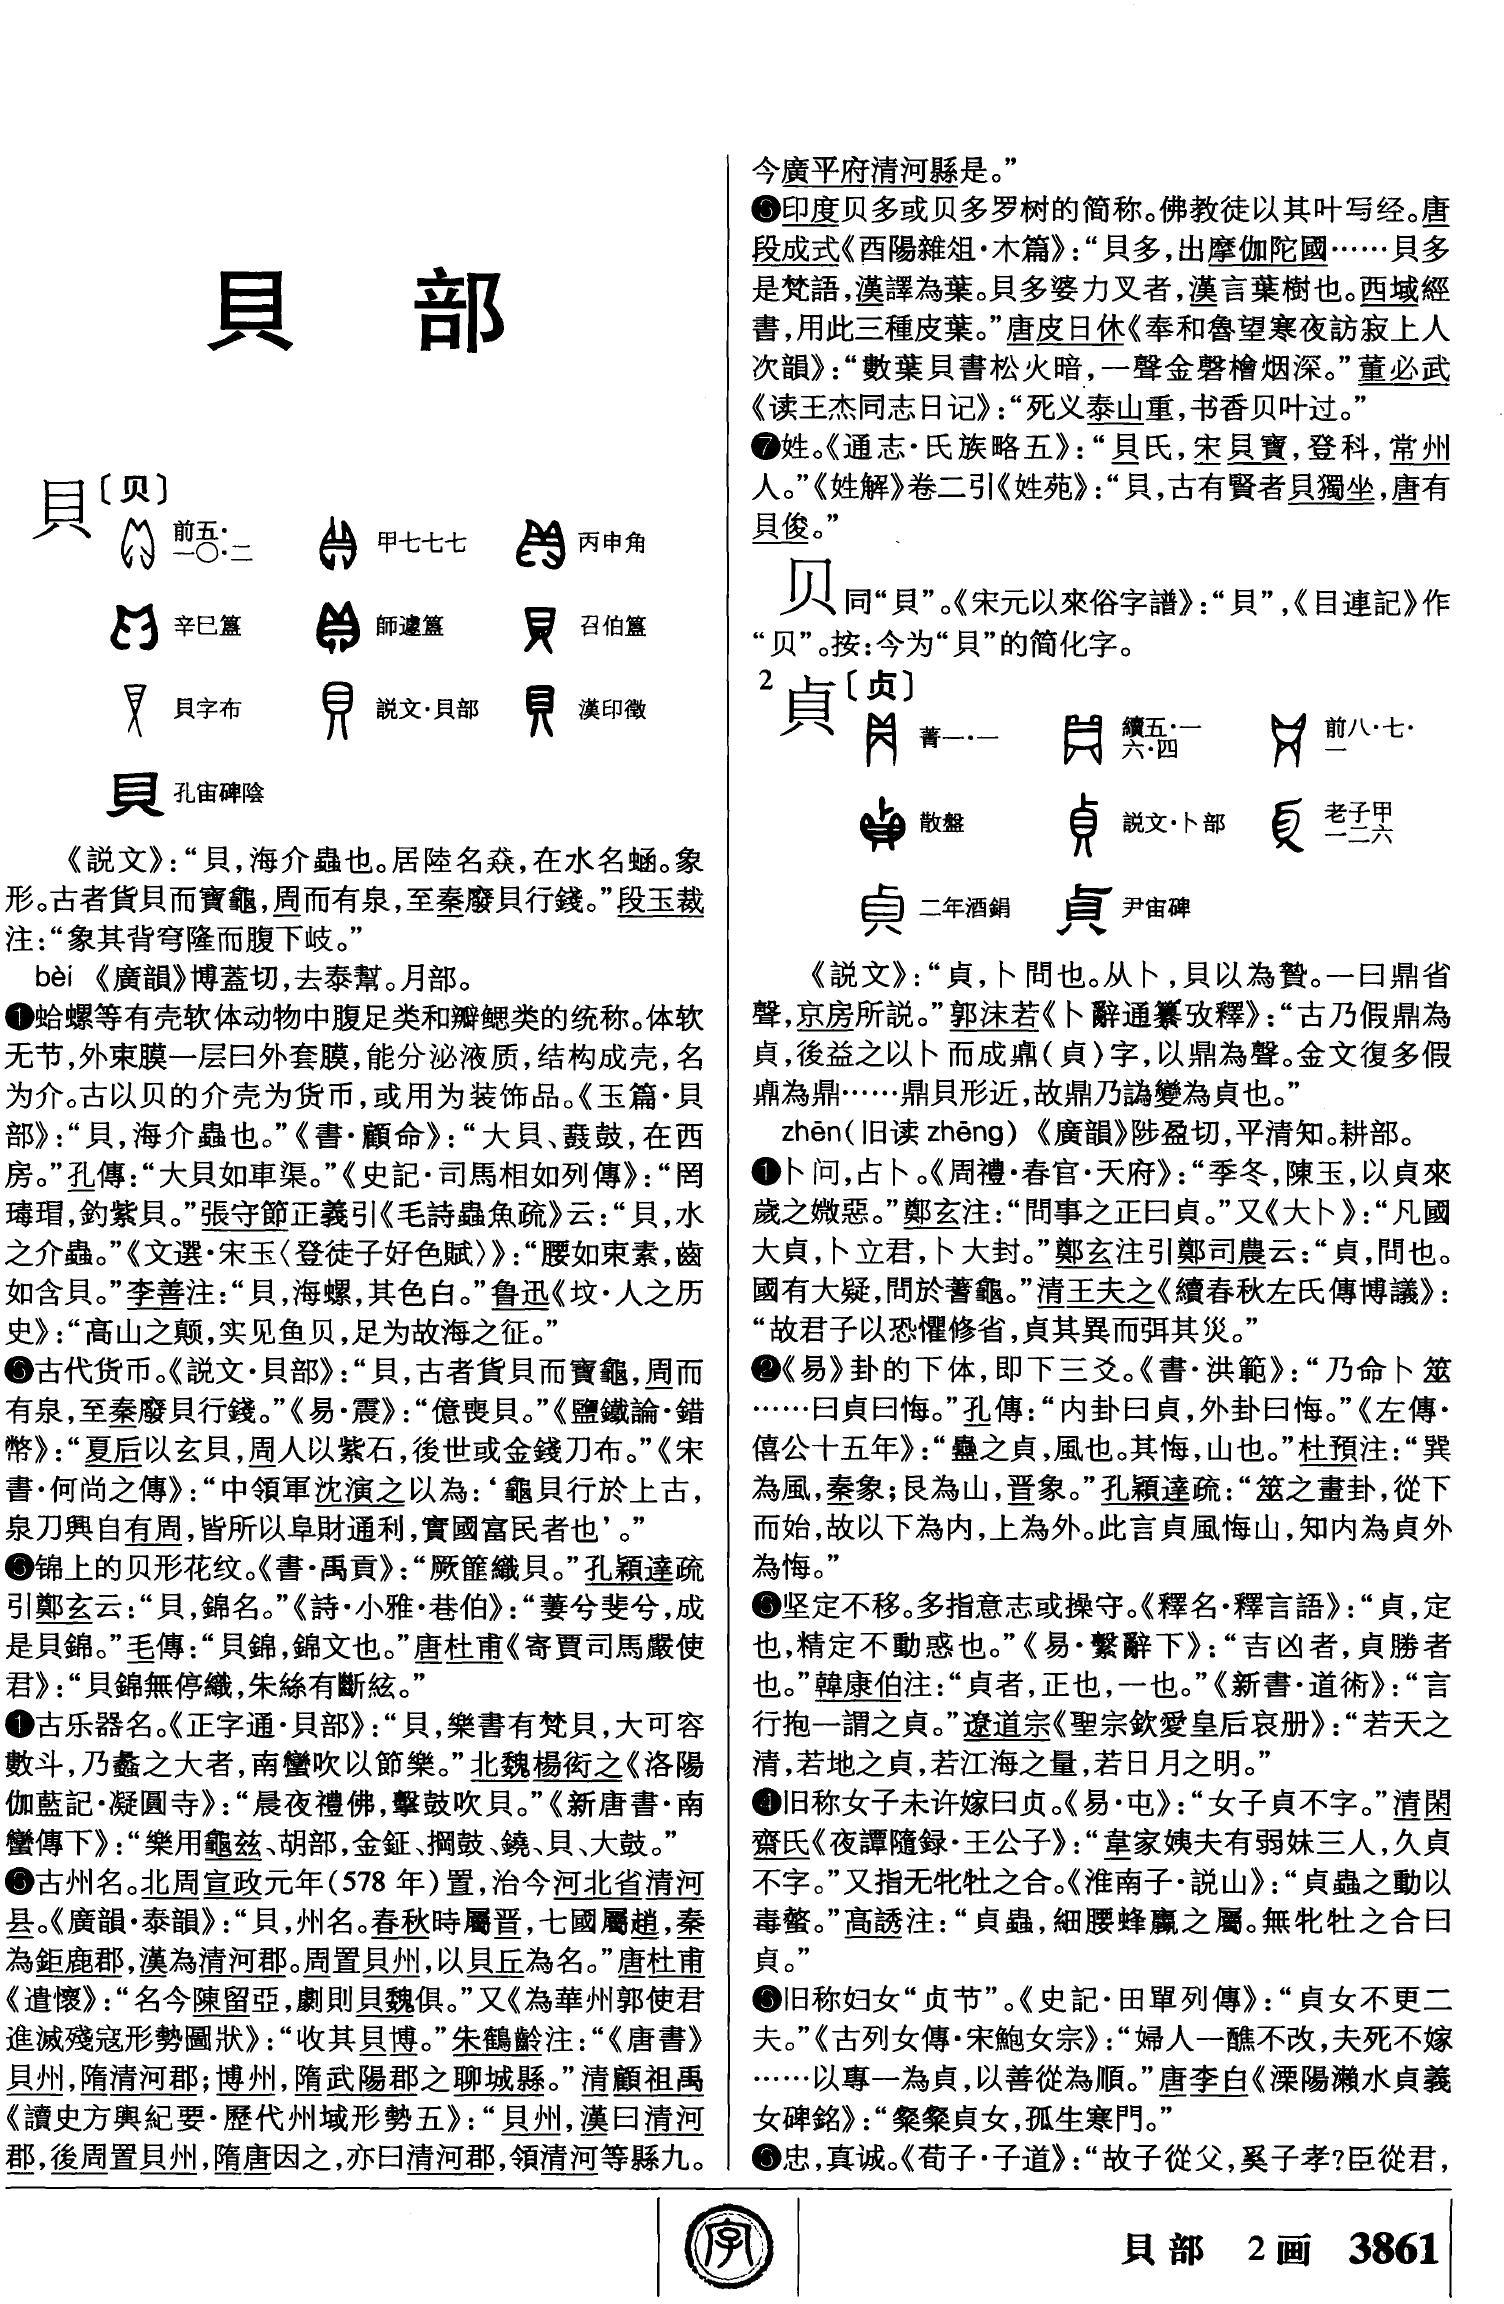 貝 部
貝〔贝〕
前五·一〇·二 甲七七七 丙申角
辛巳簋 師遽簋 召伯簋
貝字布 説文·貝部 漢印徵
孔宙碑陰
《説文》：“貝，海介蟲也。居陸名猋，在水名蜬。象
形。古者貨貝而寶龜，周而有泉，至秦廢貝行錢。”段玉裁
注：“象其背穹隆而腹下岐。”
bèi 《廣韻》博蓋切，去泰幫。月部。
❶蛤螺等有壳软体动物中腹足类和瓣鳃类的统称。体软
无节，外束膜一层曰外套膜，能分泌液质，结构成壳，名
为介。古以贝的介壳为货币，或用为装饰品。《玉篇·貝
部》：“貝，海介蟲也。”《書·顧命》：“大貝、鼖鼓，在西
房。”孔傳：“大貝如車渠。”《史記·司馬相如列傳》：“罔
瑇瑁，釣紫貝。”張守節正義引《毛詩蟲魚疏》云：“貝，水
之介蟲。”《文選·宋玉〈登徒子好色賦〉》：“腰如束素，齒
如含貝。”李善注：“貝，海螺，其色白。”鲁迅《坟·人之历
史》：“高山之颠，实见鱼贝，足为故海之征。”
❷古代货币。《説文·貝部》：“貝，古者貨貝而寶龜，周而
有泉，至秦廢貝行錢。”《易·震》：“億喪貝。”《鹽鐵論·錯
幣》：“夏后以玄貝，周人以紫石，後世或金錢刀布。”《宋
書·何尚之傳》：“中領軍沈演之以為：‘龜貝行於上古，
泉刀興自有周，皆所以阜財通利，實國富民者也’。”
❸锦上的贝形花纹。《書·禹貢》：“厥篚織貝。”孔穎達疏
引鄭玄云：“貝，錦名。”《詩·小雅·巷伯》：“萋兮斐兮，成
是貝錦。”毛傳：“貝錦，錦文也。”唐杜甫《寄賈司馬嚴使
君》：“貝錦無停織，朱絲有斷絃。”
❹古乐器名。《正字通·貝部》：“貝，樂書有梵貝，大可容
數斗，乃蠡之大者，南蠻吹以節樂。”北魏楊衒之《洛陽
伽藍記·凝圓寺》：“晨夜禮佛，擊鼓吹貝。”《新唐書·南
蠻傳下》：“樂用龜兹、胡部，金鉦、掆鼓、鐃、貝、大鼓。”
❺古州名。北周宣政元年（578 年）置，治今河北省清河
县。《廣韻·泰韻》：“貝，州名。春秋時屬晋，七國屬趙，秦
為鉅鹿郡，漢為清河郡。周置貝州，以貝丘為名。”唐杜甫
《遣懷》：“名今陳留亞，劇則貝魏俱。”又《為華州郭使君
進滅殘寇形勢圖狀》：“收其貝博。”朱鶴齡注：“《唐書》
貝州，隋清河郡；博州，隋武陽郡之聊城縣。”清顧祖禹
《讀史方輿紀要·歷代州域形勢五》：“貝州，漢曰清河
郡，後周置貝州，隋唐因之，亦曰清河郡，領清河等縣九。
今廣平府清河縣是。”
❻印度贝多或贝多罗树的简称。佛教徒以其叶写经。唐
段成式《酉陽雜俎·木篇》：“貝多，出摩伽陀國……貝多
是梵語，漢譯為葉。貝多婆力叉者，漢言葉樹也。西域經
書，用此三種皮葉。”唐皮日休《奉和魯望寒夜訪寂上人
次韻》：“數葉貝書松火暗，一聲金磬檜烟深。”董必武
《读王杰同志日记》：“死义泰山重，书香贝叶过。”
❼姓。《通志·氏族略五》：“貝氏，宋貝寶，登科，常州
人。”《姓解》卷二引《姓苑》：“貝，古有賢者貝獨坐，唐有
貝俊。”
贝同“貝”。《宋元以來俗字譜》：“貝”，《目連記》作
“贝”。按：今为“貝”的简化字。
2 貞〔贞〕
菁一·一 續五·一六·四 前八·七·一
散盤 説文·卜部 老子甲一二六
二年酒鋗 尹宙碑
《説文》：“貞，卜問也。从卜，貝以為贄。一曰鼎省
聲，京房所説。”郭沫若《卜辭通纂攷釋》：“古乃假鼎為
貞，後益之以卜而成鼑（貞）字，以鼎為聲。金文復多假
鼎為鼑……鼎貝形近，故鼎乃譌變為貞也。”
zhēn（旧读 zhēng） 《廣韻》陟盈切，平清知。耕部。
❶卜问，占卜。《周禮·春官·天府》：“季冬，陳玉，以貞來
歲之媺惡。”鄭玄注：“問事之正曰貞。”又《大卜》：“凡國
大貞，卜立君，卜大封。”鄭玄注引鄭司農云：“貞，問也。
國有大疑，問於蓍龜。”清王夫之《續春秋左氏傳博議》：
“故君子以恐懼修省，貞其異而弭其災。”
❷《易》卦的下体，即下三爻。《書·洪範》：“乃命卜筮
……曰貞曰悔。”孔傳：“内卦曰貞，外卦曰悔。”《左傳·
僖公十五年》：“蠱之貞，風也。其悔，山也。”杜預注：“巽
為風，秦象；艮為山，晋象。”孔穎達疏：“筮之畫卦，從下
而始，故以下為内，上為外。此言貞風悔山，知内為貞外
為悔。”
❸坚定不移。多指意志或操守。《釋名·釋言語》：“貞，定
也，精定不動惑也。”《易·繫辭下》：“吉凶者，貞勝者
也。”韓康伯注：“貞者，正也，一也。”《新書·道術》：“言
行抱一謂之貞。”遼道宗《聖宗欽愛皇后哀册》：“若天之
清，若地之貞，若江海之量，若日月之明。”
❹旧称女子未许嫁曰贞。《易·屯》：“女子貞不字。”清閑
齋氏《夜譚隨録·王公子》：“韋家姨夫有弱妹三人，久貞
不字。”又指无牝牡之合。《淮南子·説山》：“貞蟲之動以
毒螫。”高誘注：“貞蟲，細腰蜂蠃之屬。無牝牡之合曰
貞。”
❺旧称妇女“贞节”。《史記·田單列傳》：“貞女不更二
夫。”《古列女傳·宋鮑女宗》：“婦人一醮不改，夫死不嫁
……以專一為貞，以善從為順。”唐李白《溧陽瀨水貞義
女碑銘》：“粲粲貞女，孤生寒門。”
❻忠，真诚。《荀子·子道》：“故子從父，奚子孝？臣從君，
字
貝部 2画 3861